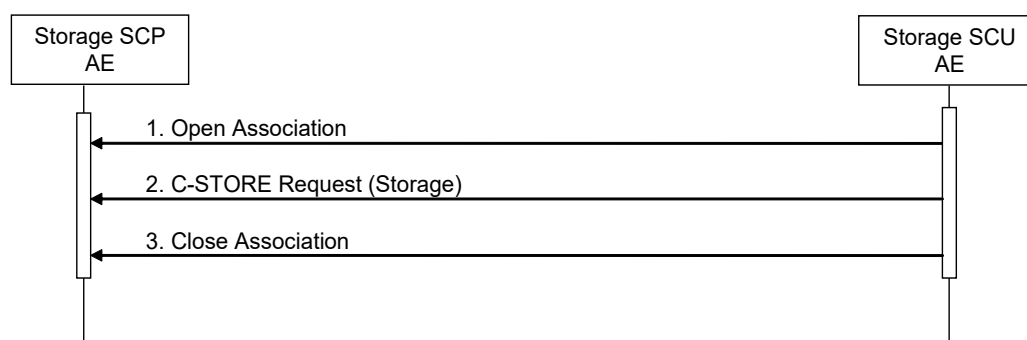 Storage SCP
AE
Storage SCU
AE
1. Open Association
2. C-STORE Request (Storage)
3. Close Association